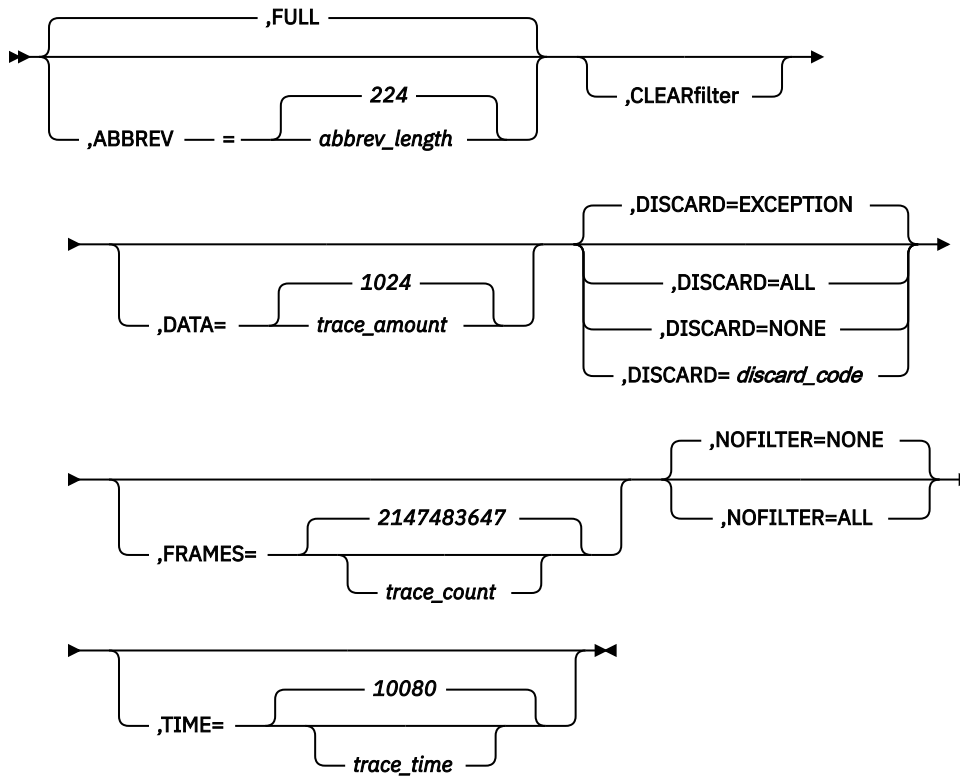 ,FULL
224
,ABBREV = abbrev_length
,CLEARfilter
,DISCARD=EXCEPTION
1024
,DISCARD=ALL
,DATA= trace_amount
,DISCARD=NONE
,DISCARD= discard_code
,NOFILTER=NONE
2147483647
,NOFILTER=ALL
,FRAMES=
trace_count
10080
,TIME=
trace_time